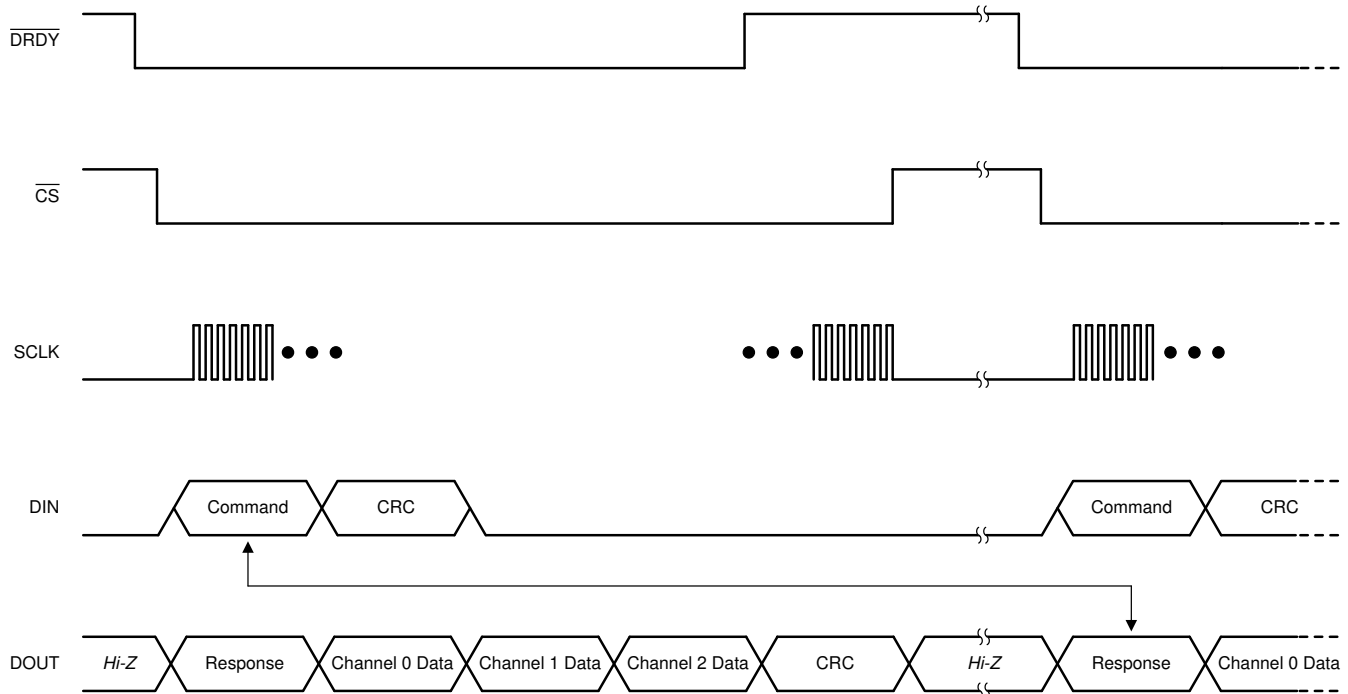 DRDY
CS
SCLK
DIN
Command
CRC
Command
CRC
DOUT
Hi-Z
Response
Channel 0 Data
Channel 1 Data
Channel 2 Data
CRC
Hi-Z
Response
Channel 0 Data